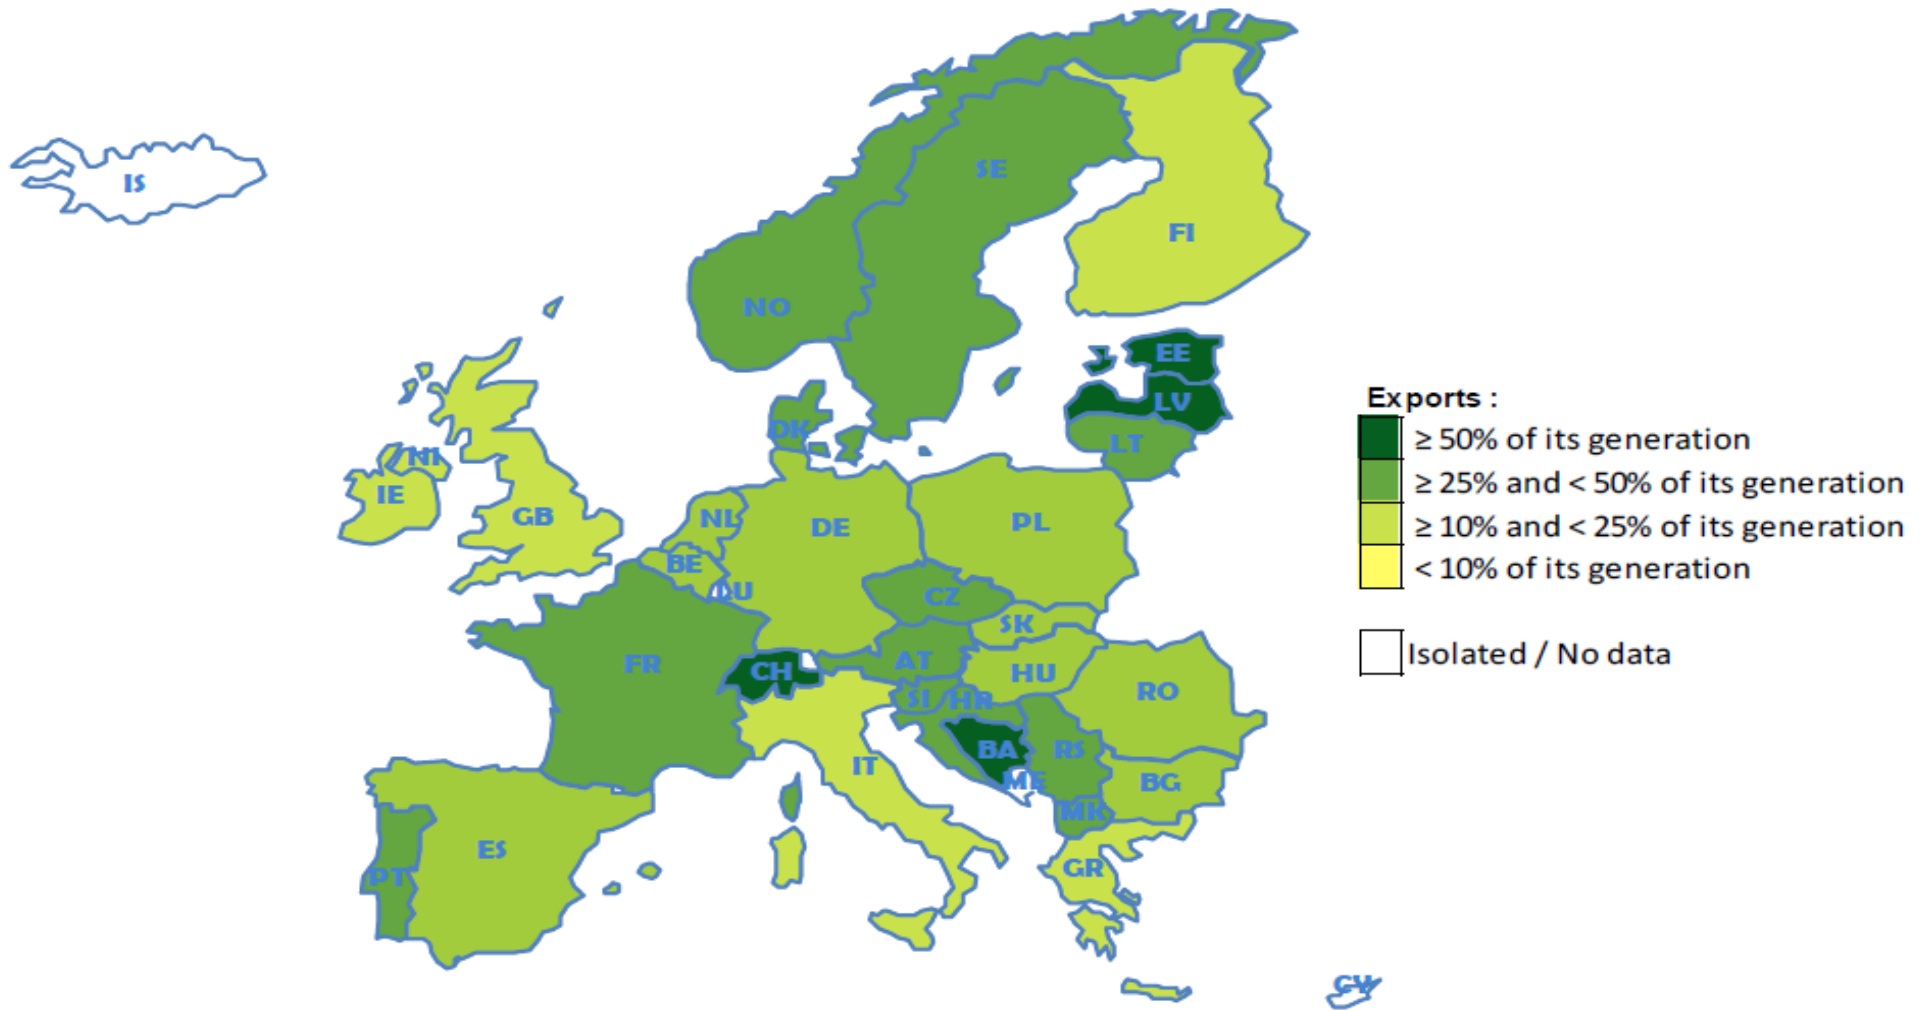 IS
SE
FI
NO
EE
LV
LT
DK
NI
IE
GB
NL
DE
PL
BE
LU
CZ
SK
FR
CH
AT
HU
SI
HR
RO
BA
RS
IT
ME
BG
MK
ES
PT
GR
CY
Exports :
≥ 50% of its generation
≥ 25% and < 50% of its generation
≥ 10% and < 25% of its generation
< 10% of its generation
Isolated / No data